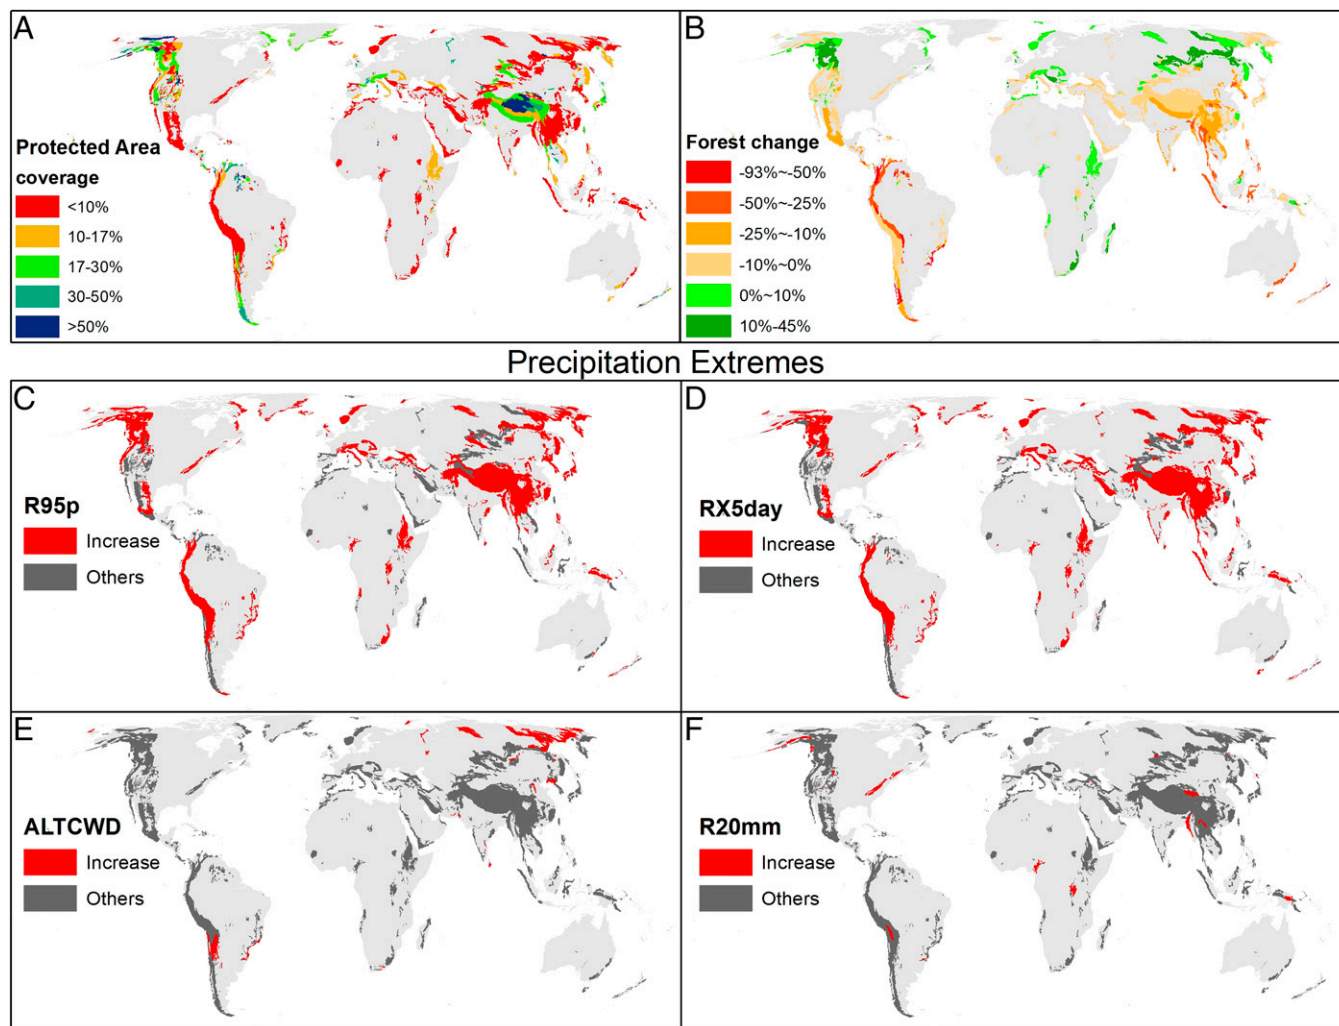 A
Protected Area
coverage
<10%
10-17%
17-30%
30-50%
>50%
B
Forest change
-93%~-50%
-50%~-25%
-25%~-10%
-10%~0%
0%~10%
10%-45%
Precipitation Extremes
C
R95p
Increase
Others
D
RX5day
Increase
Others
E
ALTCWD
Increase
Others
F
R20mm
Increase
Others